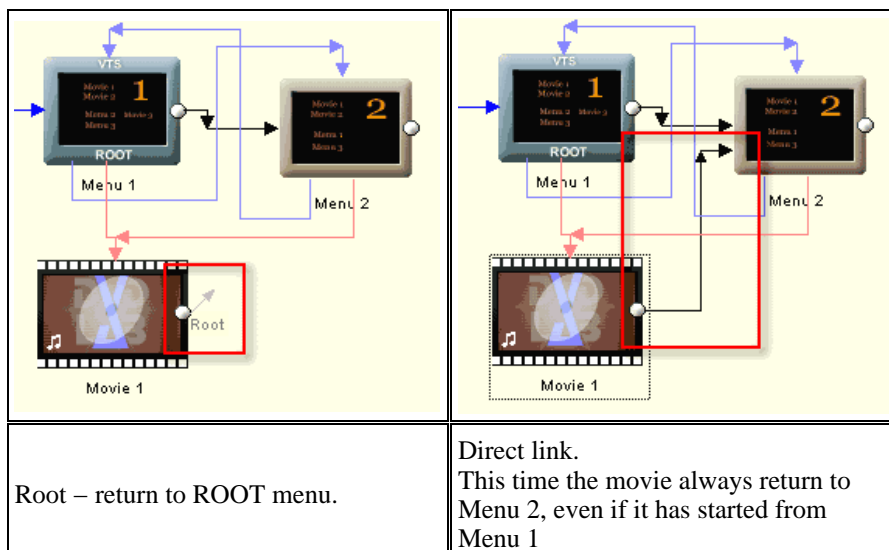 VTS
Movie 1
Movie 2
1
Menu 2 Movie 3
Menu 3
ROOT
Menu 1
Movie 1
Movie 2
2
Menu 1
Menu 3
Menu 2
Root
Movie 1
VTS
Movie 1
Movie 2
1
Menu 2 Movie 3
Menu 3
ROOT
Menu 1
Movie 1
Movie 2
2
Menu 1
Menu 3
Menu 2
Movie 1
Root – return to ROOT menu.
Direct link.
This time the movie always return to
Menu 2, even if it has started from
Menu 1